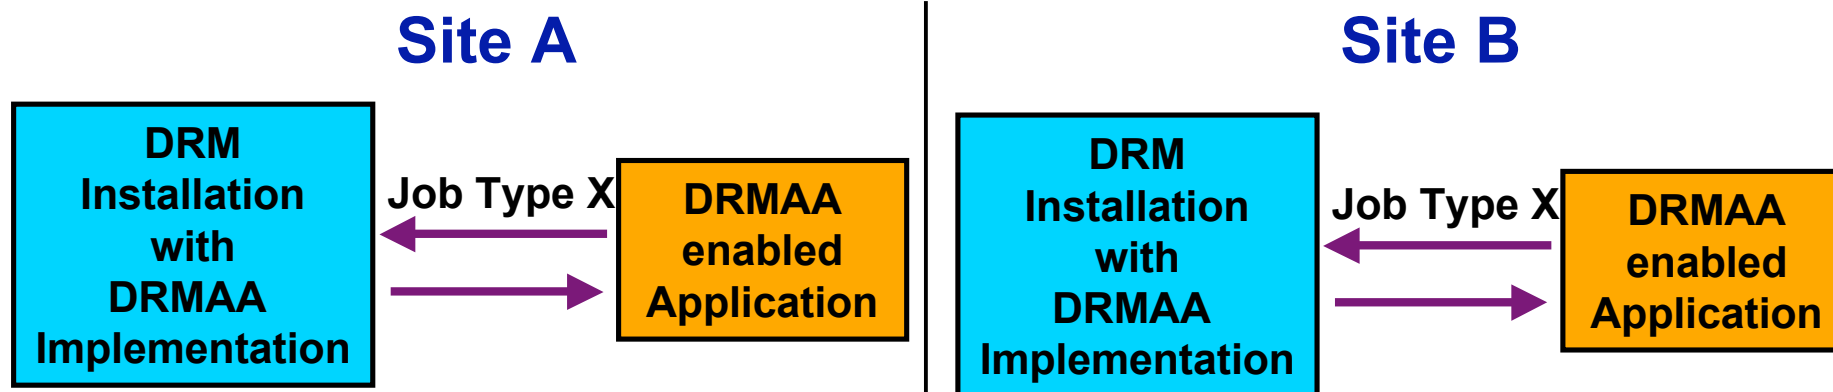 Site A
DRM
Installation
with
DRMAA
Implementation
Job Type X
DRMAA
enabled
Application
Site B
DRM
Installation
with
DRMAA
Implementation
Job Type X
DRMAA
enabled
Application